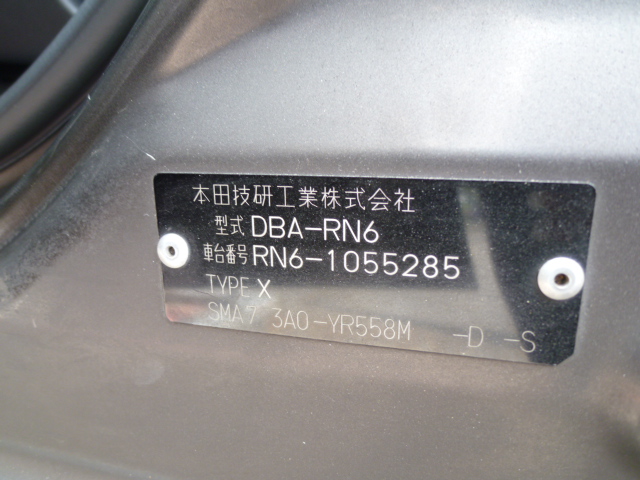 本田技研工業株式会社
型式 DBA-RN6
車台番号 RN6-1055285
TYPE X
SMA7 3A0-YR558M -D -S